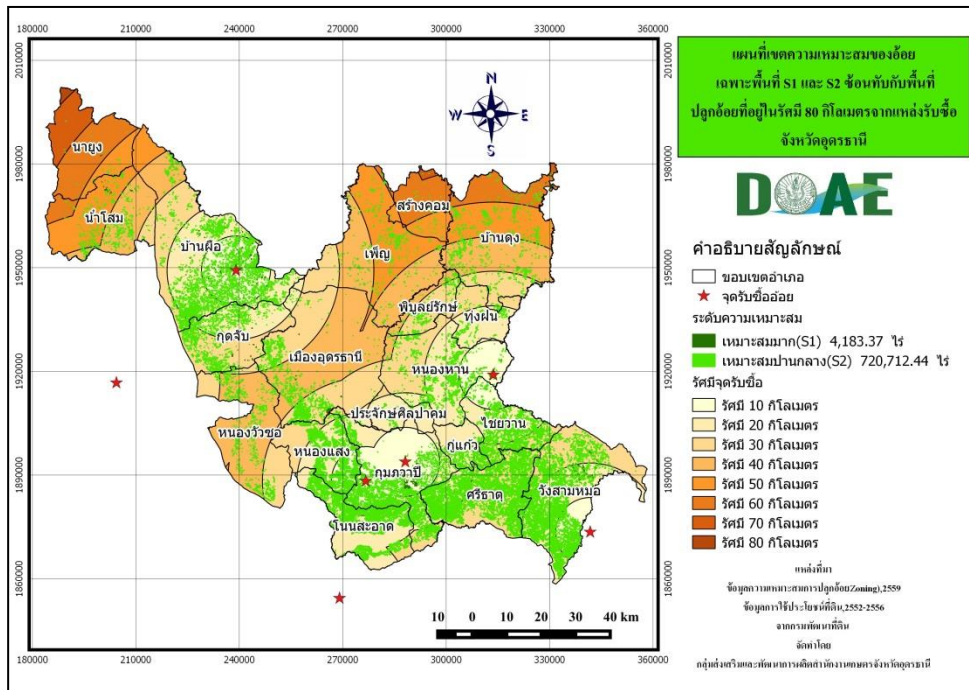 180000 210000 240000 270000 300000 330000 360000
2010000 1980000 1950000 1920000 1890000 1860000
2010000 1980000 1950000 1920000 1890000 1860000
N
W E
S
นายูง
น้ำโสม
บ้านผือ
สร้างคอม
เพ็ญ
บ้านดุง
พิบูลย์รักษ์
ทุ่งฝน
กุดจับ
เมืองอุดรธานี
หนองหาน
ประจักษ์ศิลปาคม
ไชยวาน
หนองวัวซอ
หนองแสง
กู่แก้ว
กุมภวาปี
ศรีธาตุ
วังสามหมอ
โนนสะอาด
10 0 10 20 30 40 km
180000 210000 240000 270000 300000 330000 360000
แผนที่เขตความเหมาะสมของอ้อย
เฉพาะพื้นที่ S1 และ S2 ซ้อนทับกับพื้นที่
ปลูกอ้อยที่อยู่ในรัศมี 80 กิโลเมตรจากแหล่งรับซื้อ
จังหวัดอุดรธานี
DOAE
คำอธิบายสัญลักษณ์
ขอบเขตอำเภอ
จุดรับซื้ออ้อย
ระดับความเหมาะสม
เหมาะสมมาก(S1) 4,183.37 ไร่
เหมาะสมปานกลาง(S2) 720,712.44 ไร่
รัศมีจุดรับซื้อ
รัศมี 10 กิโลเมตร
รัศมี 20 กิโลเมตร
รัศมี 30 กิโลเมตร
รัศมี 40 กิโลเมตร
รัศมี 50 กิโลเมตร
รัศมี 60 กิโลเมตร
รัศมี 70 กิโลเมตร
รัศมี 80 กิโลเมตร
แหล่งที่มา
ข้อมูลความเหมาะสมการปลูกอ้อย(Zoning),2559
ข้อมูลการใช้ประโยชน์ที่ดิน,2552-2556
จากกรมพัฒนาที่ดิน
จัดทำโดย
กลุ่มส่งเสริมและพัฒนาการผลิตสำนักงานเกษตรจังหวัดอุดรธานี